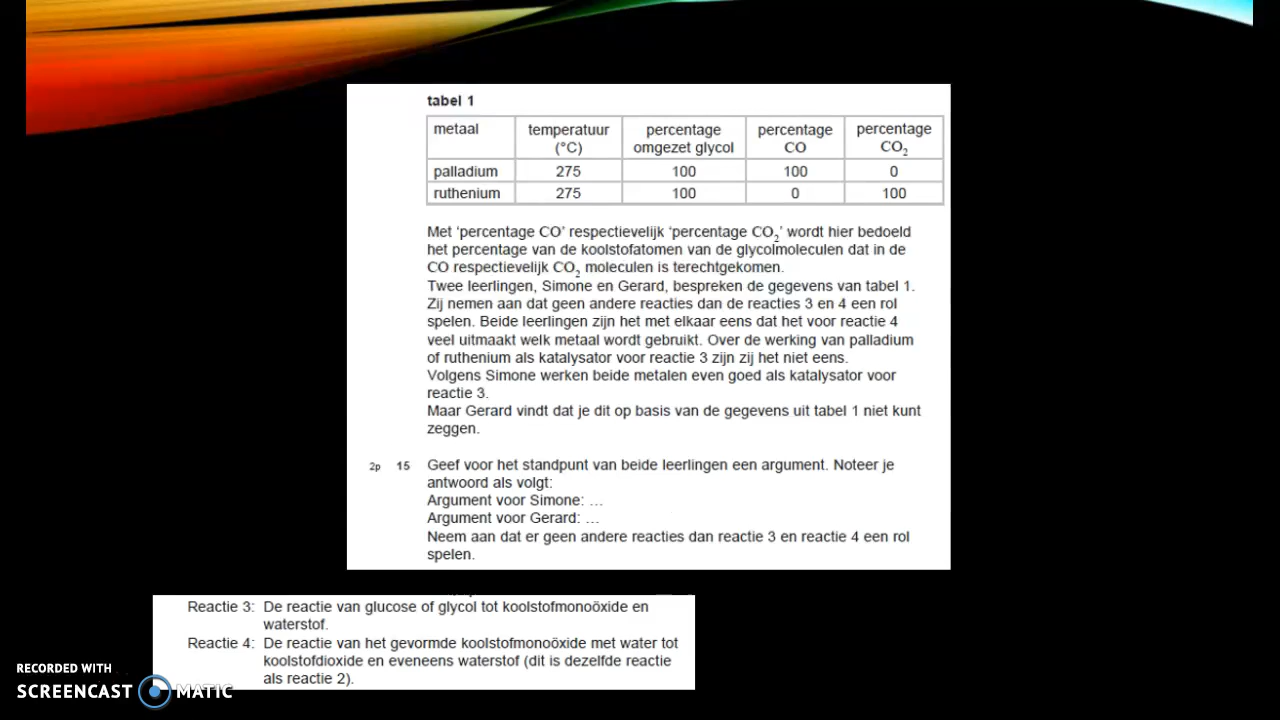 tabel 1
metaal temperatuur (°C) percentage omgezet glycol percentage CO percentage CO₂
palladium 275 100 100 0
ruthenium 275 100 0 100
Met ‘percentage CO’ respectievelijk ‘percentage CO₂’ wordt hier bedoeld
het percentage van de koolstofatomen van de glycolmoleculen dat in de
CO respectievelijk CO₂ moleculen is terechtgekomen.
Twee leerlingen, Simone en Gerard, bespreken de gegevens van tabel 1.
Zij nemen aan dat geen andere reacties dan de reacties 3 en 4 een rol
spelen. Beide leerlingen zijn het met elkaar eens dat het voor reactie 4
veel uitmaakt welk metaal wordt gebruikt. Over de werking van palladium
of ruthenium als katalysator voor reactie 3 zijn zij het niet eens.
Volgens Simone werken beide metalen even goed als katalysator voor
reactie 3.
Maar Gerard vindt dat je dit op basis van de gegevens uit tabel 1 niet kunt
zeggen.
2p 15 Geef voor het standpunt van beide leerlingen een argument. Noteer je
antwoord als volgt:
Argument voor Simone: …
Argument voor Gerard: …
Neem aan dat er geen andere reacties dan reactie 3 en reactie 4 een rol
spelen.
Reactie 3: De reactie van glucose of glycol tot koolstofmonoöxide en
waterstof.
Reactie 4: De reactie van het gevormde koolstofmonoöxide met water tot
koolstofdioxide en eveneens waterstof (dit is dezelfde reactie
als reactie 2).
RECORDED WITH
SCREENCAST MATIC